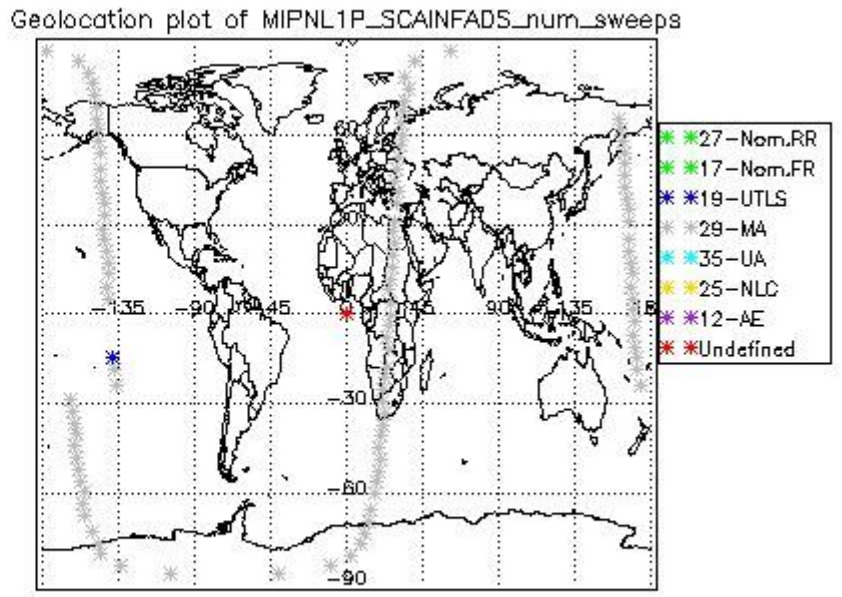 Geolocation plot of MIPNL1P_SCAINFADS_num_sweeps
27-Nom.RR
17-Nom.FR
19-UTLS
29-MA
35-UA
25-NLC
12-AE
Undefined
60
-135 -90 -45 45 90 135
-30
-60
-90